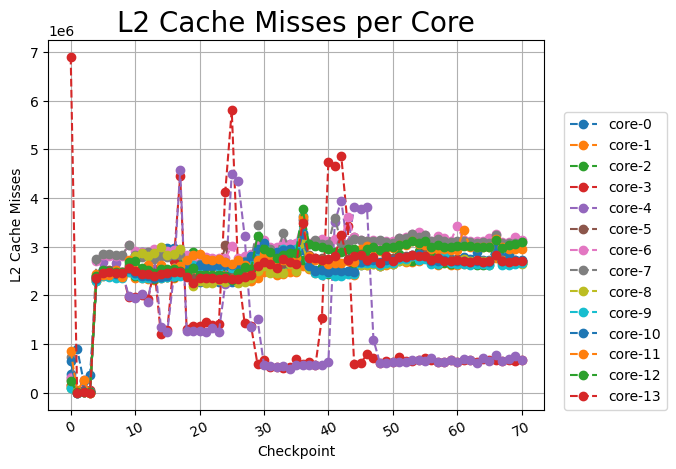 L2 Cache Misses per Core
1e6
7
6
5
4
3
2
1
0
L2 Cache Misses
0 10 20 30 40 50 60 70
Checkpoint
core-0
core-1
core-2
core-3
core-4
core-5
core-6
core-7
core-8
core-9
core-10
core-11
core-12
core-13